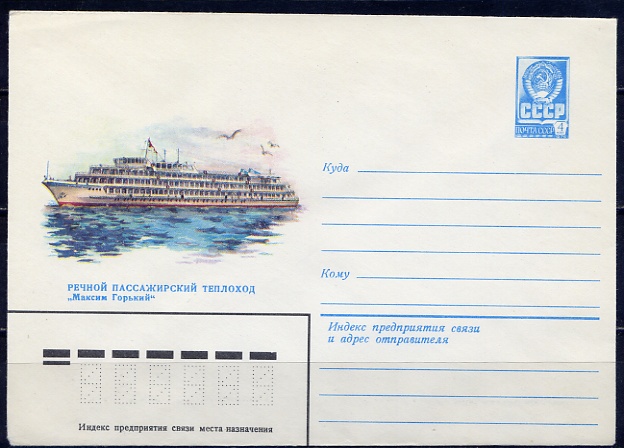 СССР
ПОЧТА СССР 4 К
Куда
Кому
РЕЧНОЙ ПАССАЖИРСКИЙ ТЕПЛОХОД
„Максим Горький“
Индекс предприятия связи
и адрес отправителя
Индекс предприятия связи места назначения